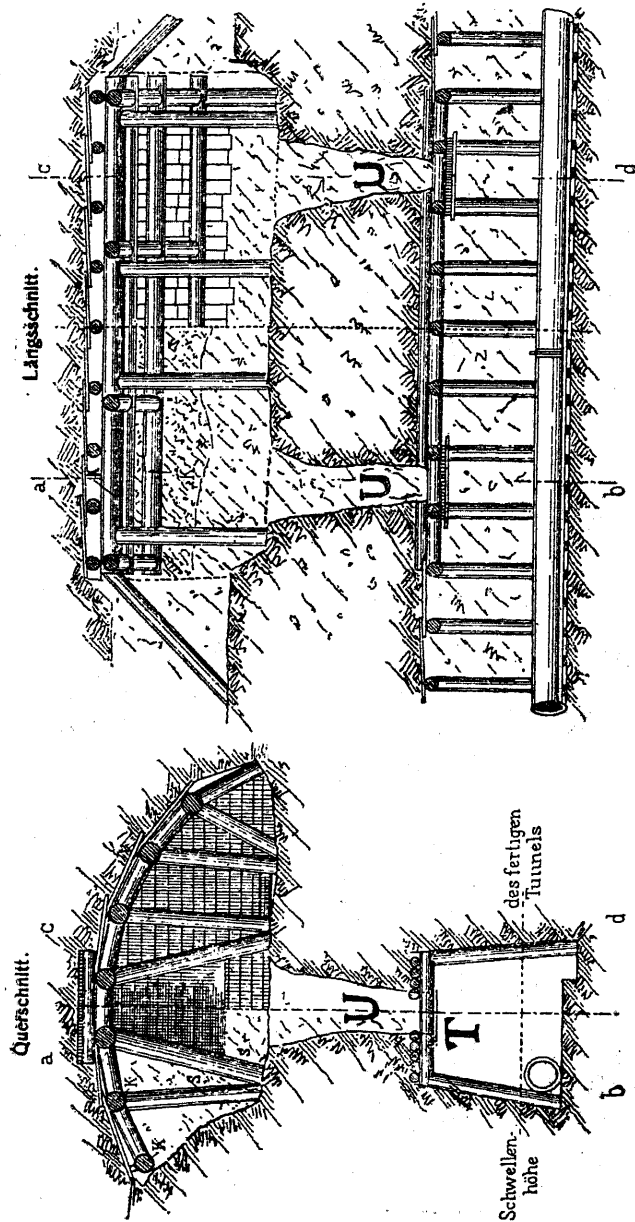 Querschnitt.
a
c
K
K
K
s
s
U
T
Schwellen-
höhe
des fertigen
Tunnels
b
d
Längsschnitt.
a
c
K
K
U
U
b
d